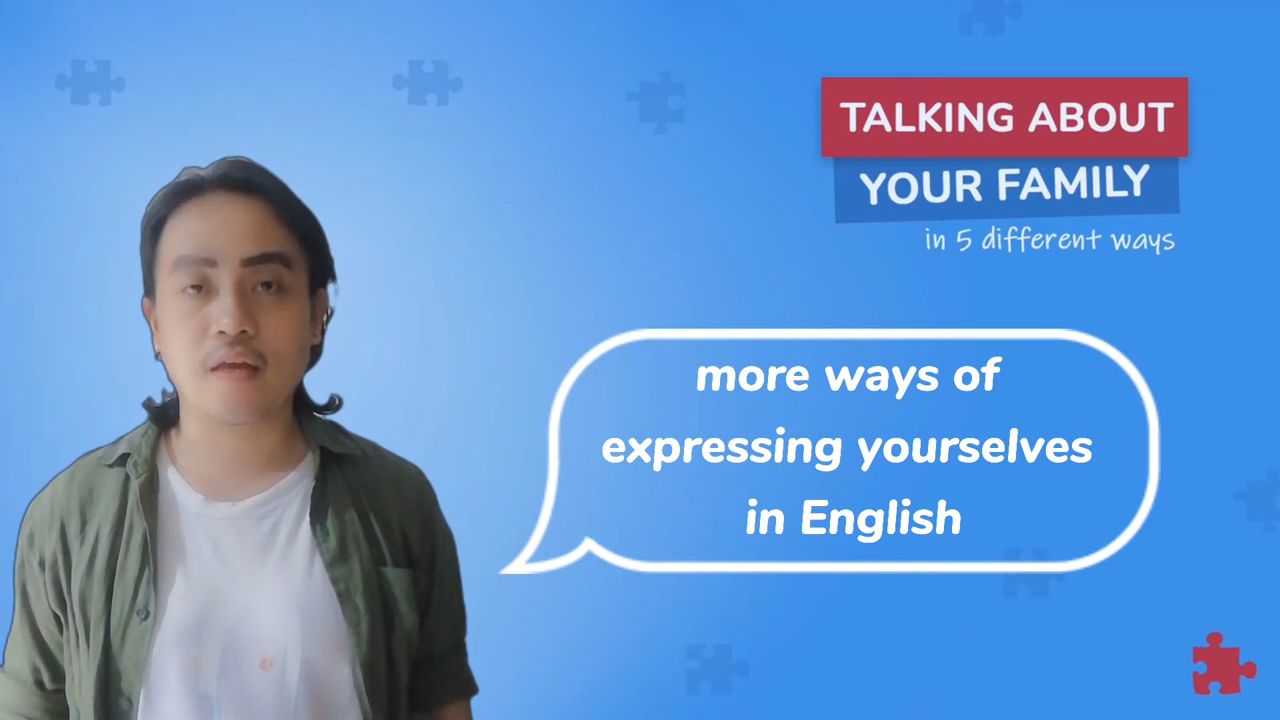 TALKING ABOUT
YOUR FAMILY
in 5 different ways
more ways of
expressing yourselves
in English